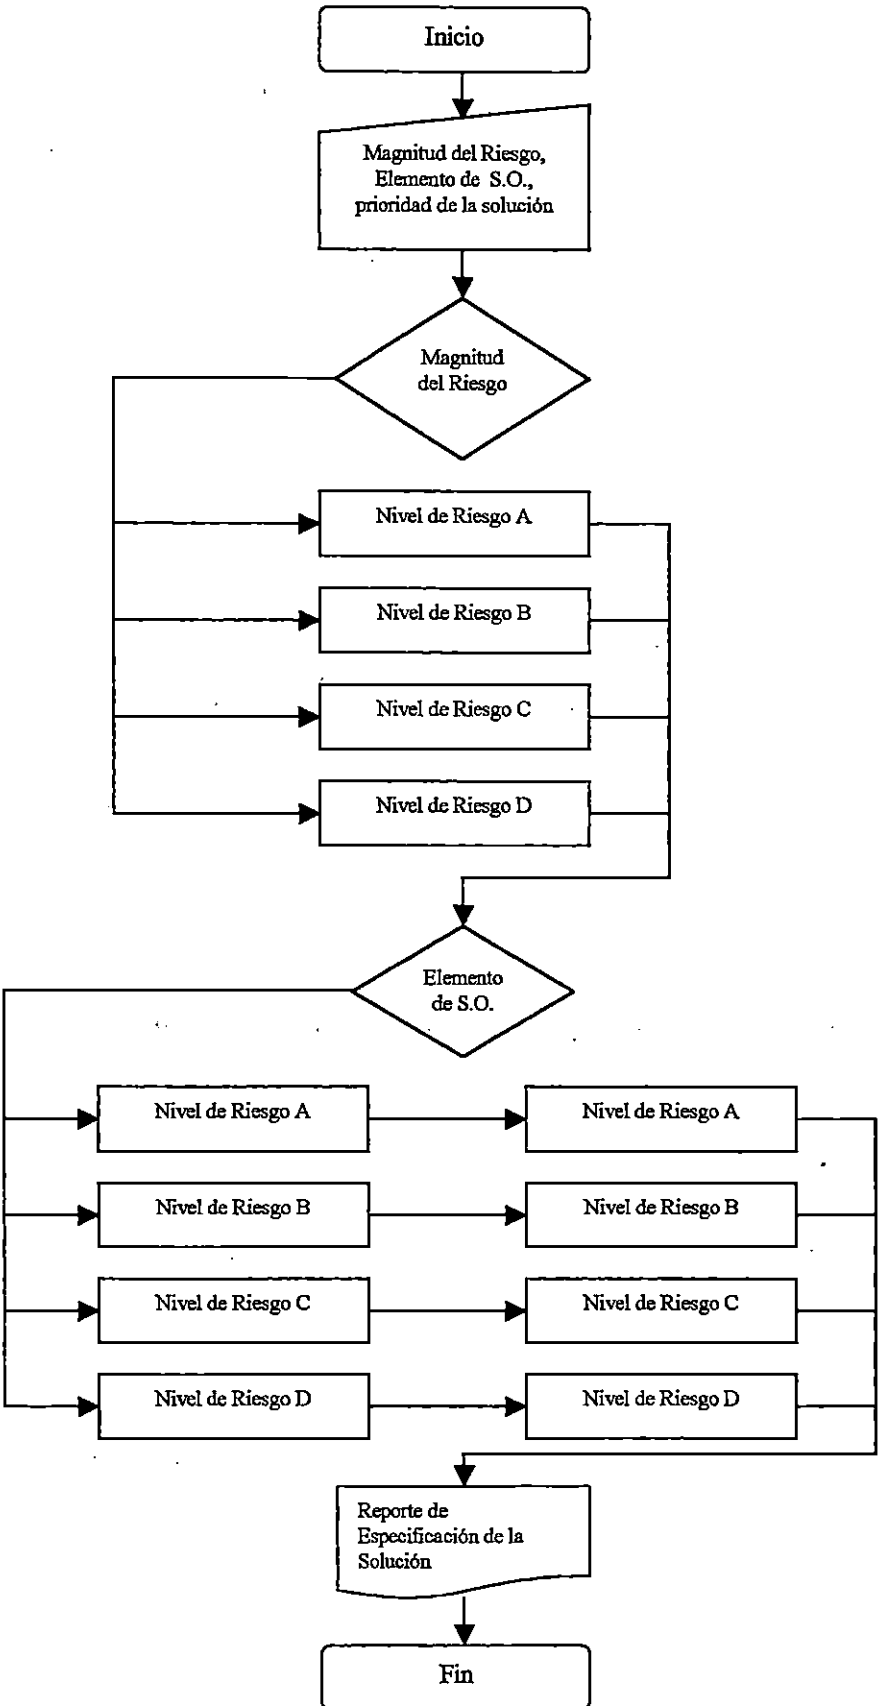 Inicio
Magnitud del Riesgo,
Elemento de S.O.,
prioridad de la solución
Magnitud
del Riesgo
Nivel de Riesgo A
Nivel de Riesgo B
Nivel de Riesgo C
Nivel de Riesgo D
Elemento
de S.O.
Nivel de Riesgo A
Nivel de Riesgo A
Nivel de Riesgo B
Nivel de Riesgo B
Nivel de Riesgo C
Nivel de Riesgo C
Nivel de Riesgo D
Nivel de Riesgo D
Reporte de
Especificación de la
Solución
Fin